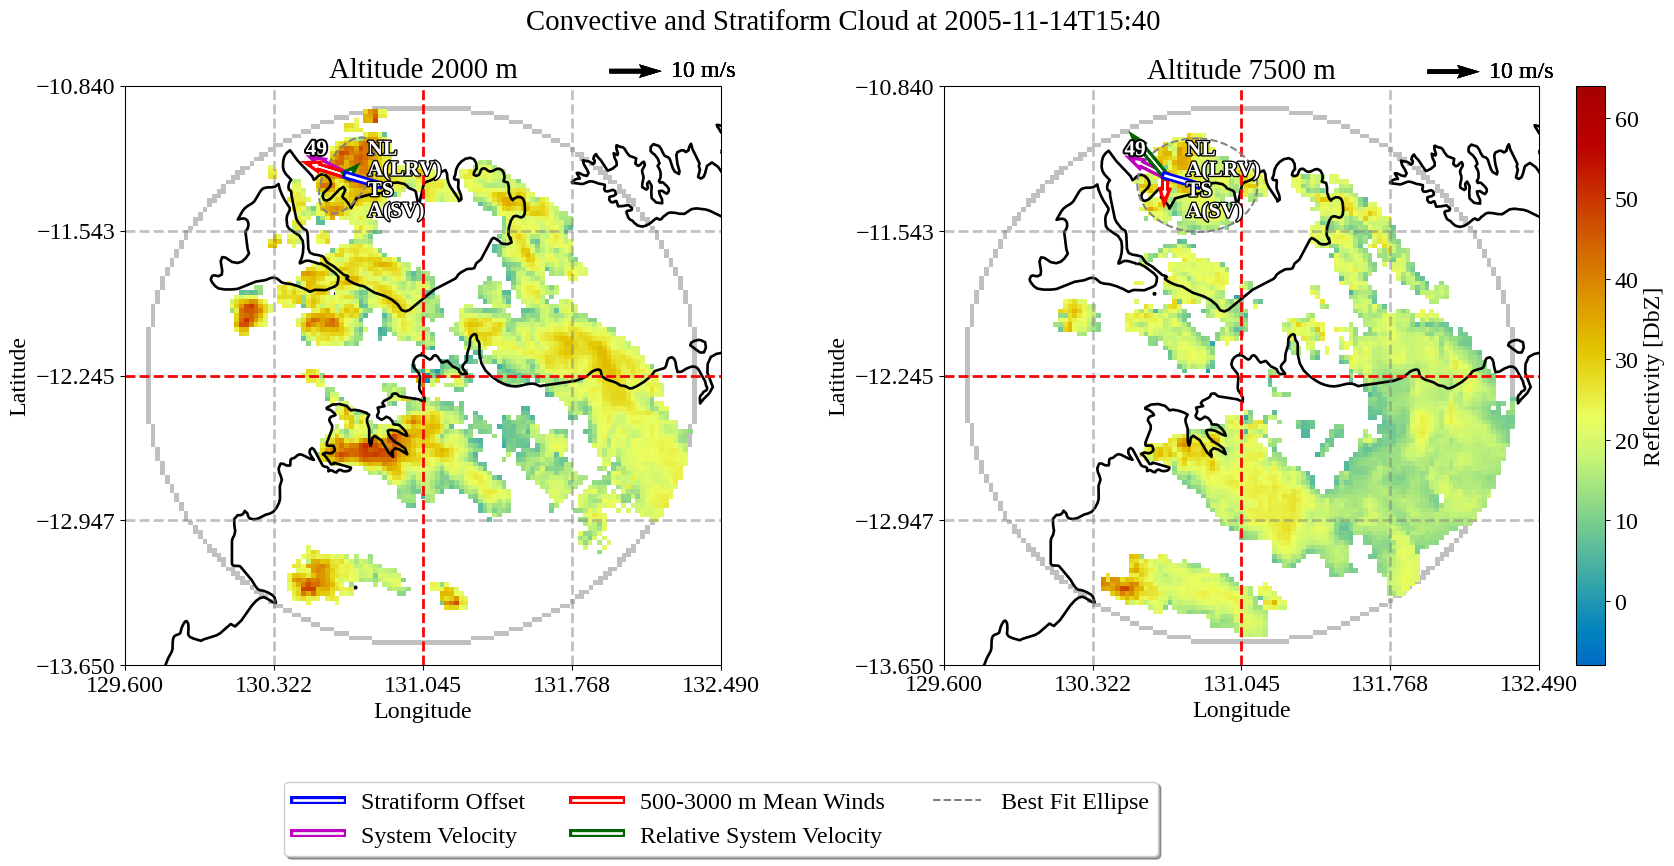 Convective and Stratiform Cloud at 2005-11-14T15:40
Altitude 2000 m
10 m/s
Altitude 7500 m
10 m/s
−10.840
−11.543
−12.245
−12.947
−13.650
Latitude
129.600
130.322
131.045
131.768
132.490
Longitude
49
NL
A(LRV)
TS
A(SV)
−10.840
−11.543
−12.245
−12.947
−13.650
Latitude
129.600
130.322
131.045
131.768
132.490
Longitude
49
NL
A(LRV)
TS
A(SV)
60
50
40
30
20
10
0
Reflectivity [DbZ]
Stratiform Offset
System Velocity
500-3000 m Mean Winds
Relative System Velocity
Best Fit Ellipse